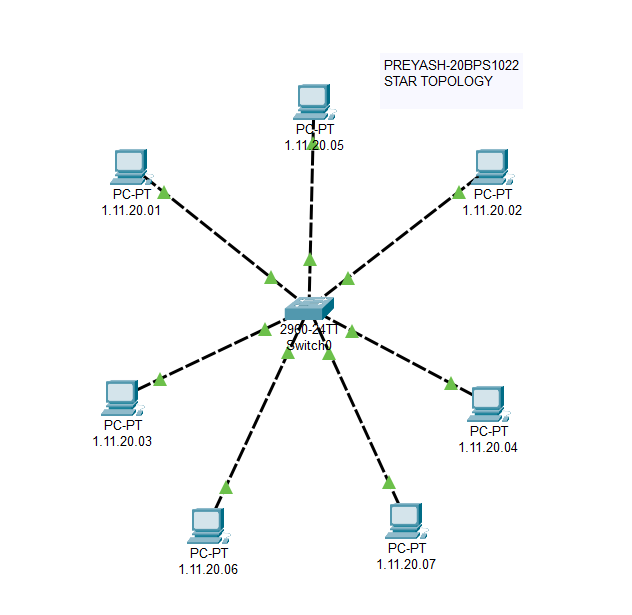 PREYASH-20BPS1022
STAR TOPOLOGY
PC-PT
1.11.20.05
PC-PT
1.11.20.01
PC-PT
1.11.20.02
2960-24TT
Switch0
PC-PT
1.11.20.03
PC-PT
1.11.20.04
PC-PT
1.11.20.06
PC-PT
1.11.20.07